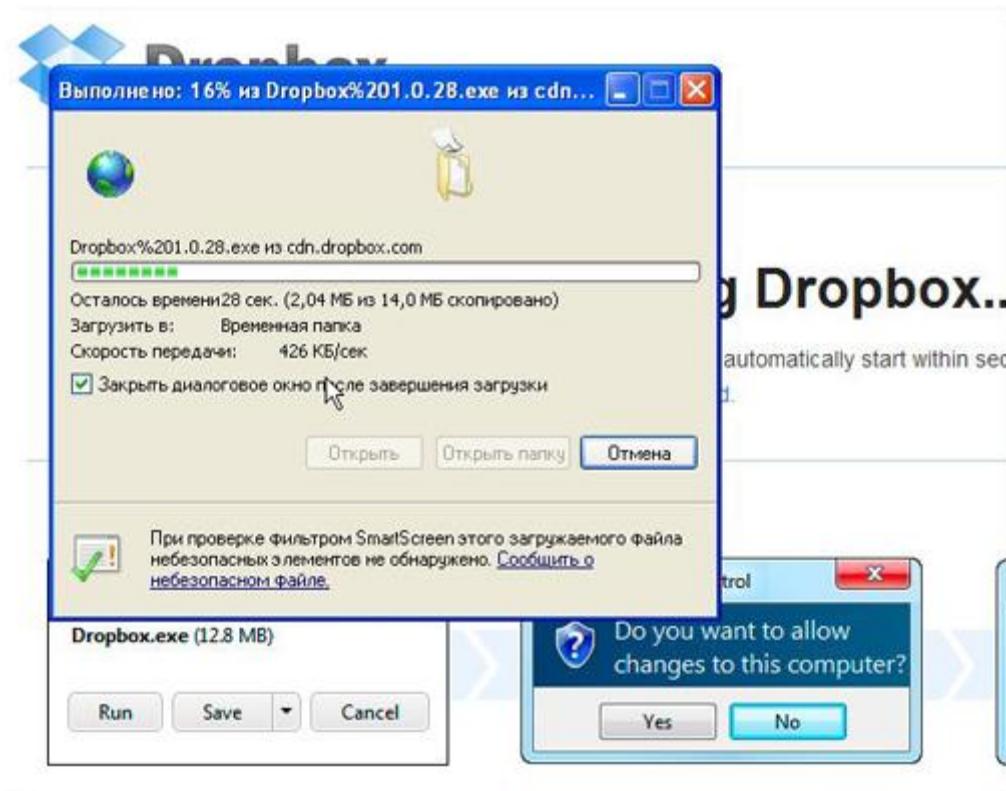 Dropbox
Выполнено: 16% из Dropbox%201.0.28.exe из cdn...
Dropbox%201.0.28.exe из cdn.dropbox.com
Осталось времени28 сек. (2,04 МБ из 14,0 МБ скопировано)
Загрузить в: Временная папка
Скорость передачи: 426 КБ/сек
Закрыть диалоговое окно после завершения загрузки
Открыть Открыть папку Отмена
При проверке фильтром SmartScreen этого загружаемого файла
небезопасных элементов не обнаружено. Сообщить о
небезопасном файле.
g Dropbox..
automatically start within sec
d.
trol
Dropbox.exe (12.8 MB)
Run Save Cancel
Do you want to allow
changes to this computer?
Yes No